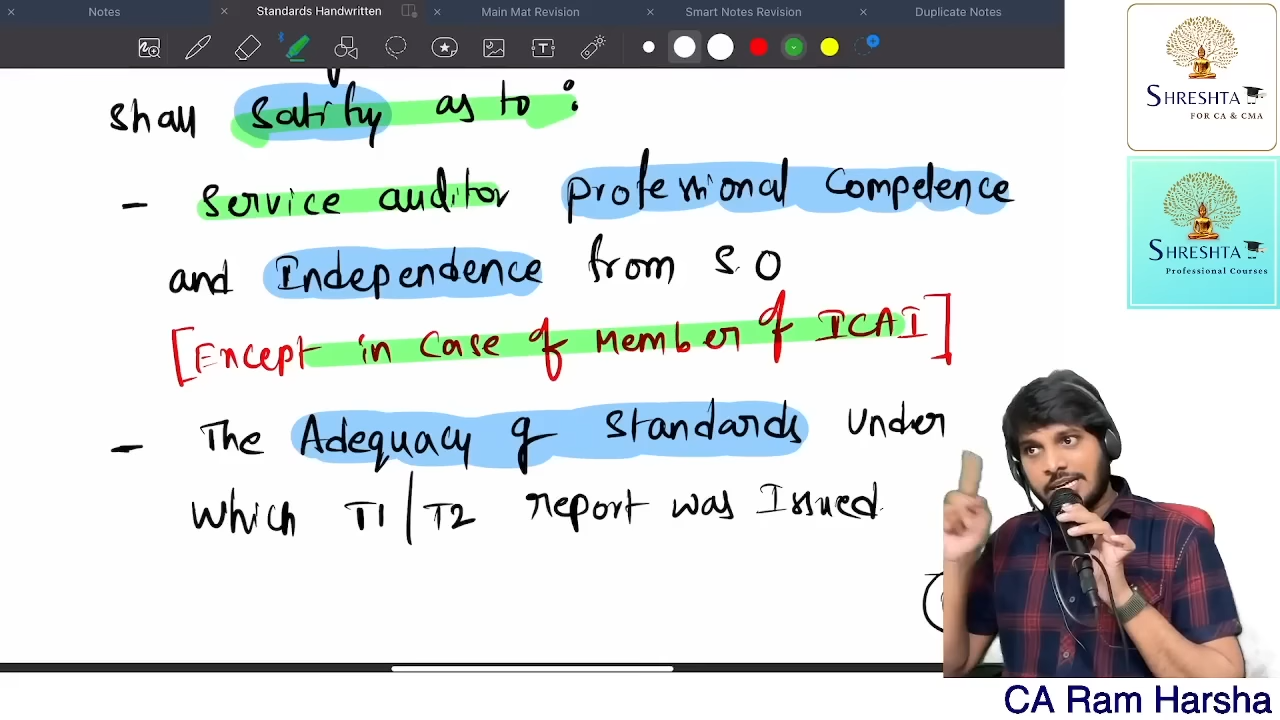 Notes
Standards Handwritten
Main Mat Revision
Smart Notes Revision
Duplicate Notes
T
SHRESHTA
FOR CA & CMA
SHRESHTA
Professional Courses
shall satisfy as to :
- Service auditor professional Competence
and Independence from S.O
[Except in case of Member of ICAI]
- The Adequacy of standards under
which T1/T2 report was Issued.
CA Ram Harsha